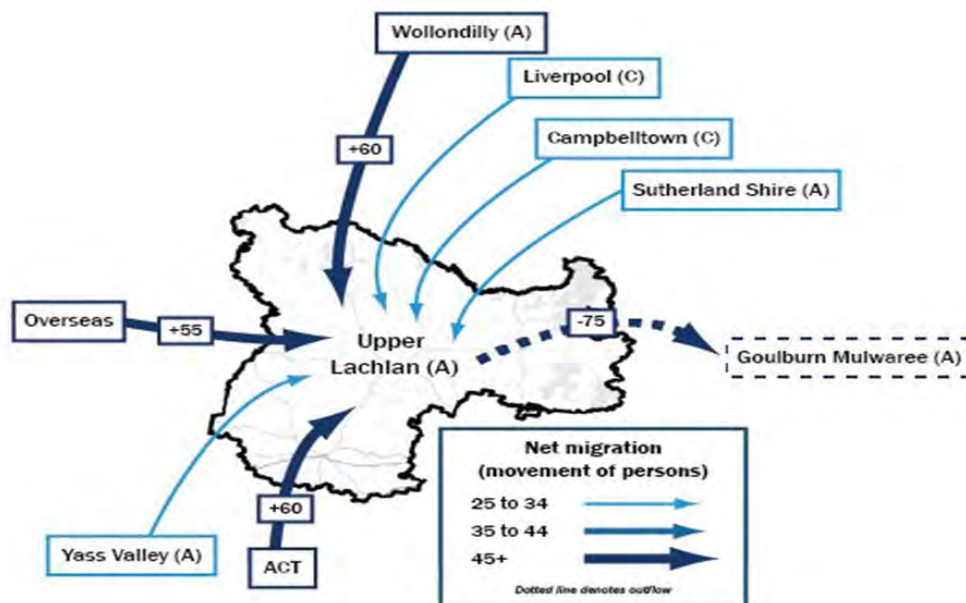 Wollondilly (A)
Liverpool (C)
Campbelltown (C)
+60
Sutherland Shire (A)
Overseas
+55
-75
Upper
Lachlan (A)
Goulburn Mulwaree (A)
Net migration
(movement of persons)
25 to 34
35 to 44
45+
Dotted line denotes outflow
+60
Yass Valley (A)
ACT